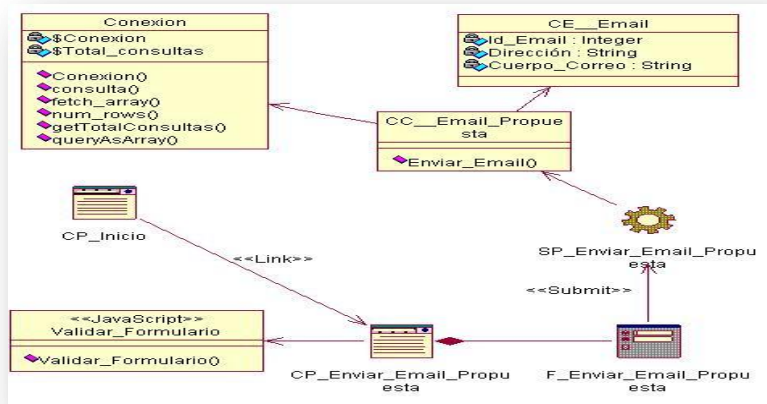 Conexion
$Conexion
$Total_consultas
Conexion()
consulta()
fetch_array()
num_rows()
getTotalConsultas()
queryAsArray()
CE__Email
Id_Email : Integer
Dirección : String
Cuerpo_Correo : String
CC__Email_Propue
sta
Enviar_Email()
CP_Inicio
<<Link>>
SP_Enviar_Email_Propu
esta
<<Submit>>
<<JavaScript>>
Validar_Formulario
Validar_Formulario()
CP_Enviar_Email_Propu
esta
F_Enviar_Email_Propu
esta